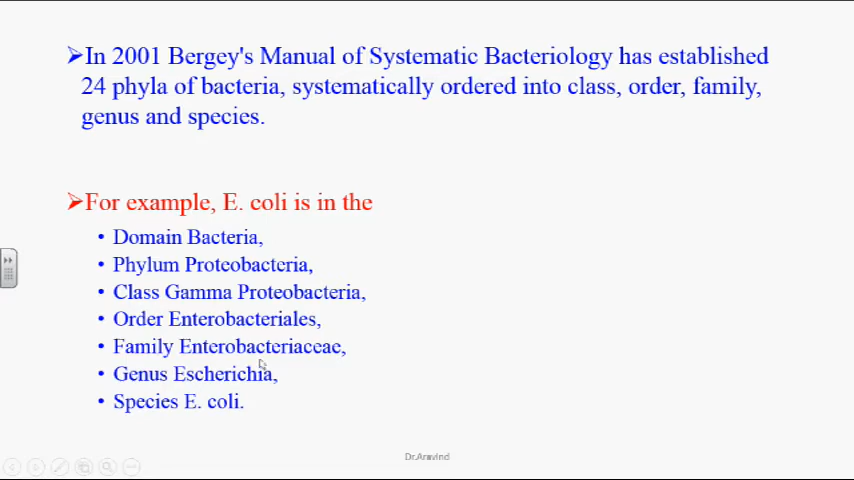 ➢In 2001 Bergey's Manual of Systematic Bacteriology has established
24 phyla of bacteria, systematically ordered into class, order, family,
genus and species.
➢For example, E. coli is in the
• Domain Bacteria,
• Phylum Proteobacteria,
• Class Gamma Proteobacteria,
• Order Enterobacteriales,
• Family Enterobacteriaceae,
• Genus Escherichia,
• Species E. coli.
Dr.Aravind